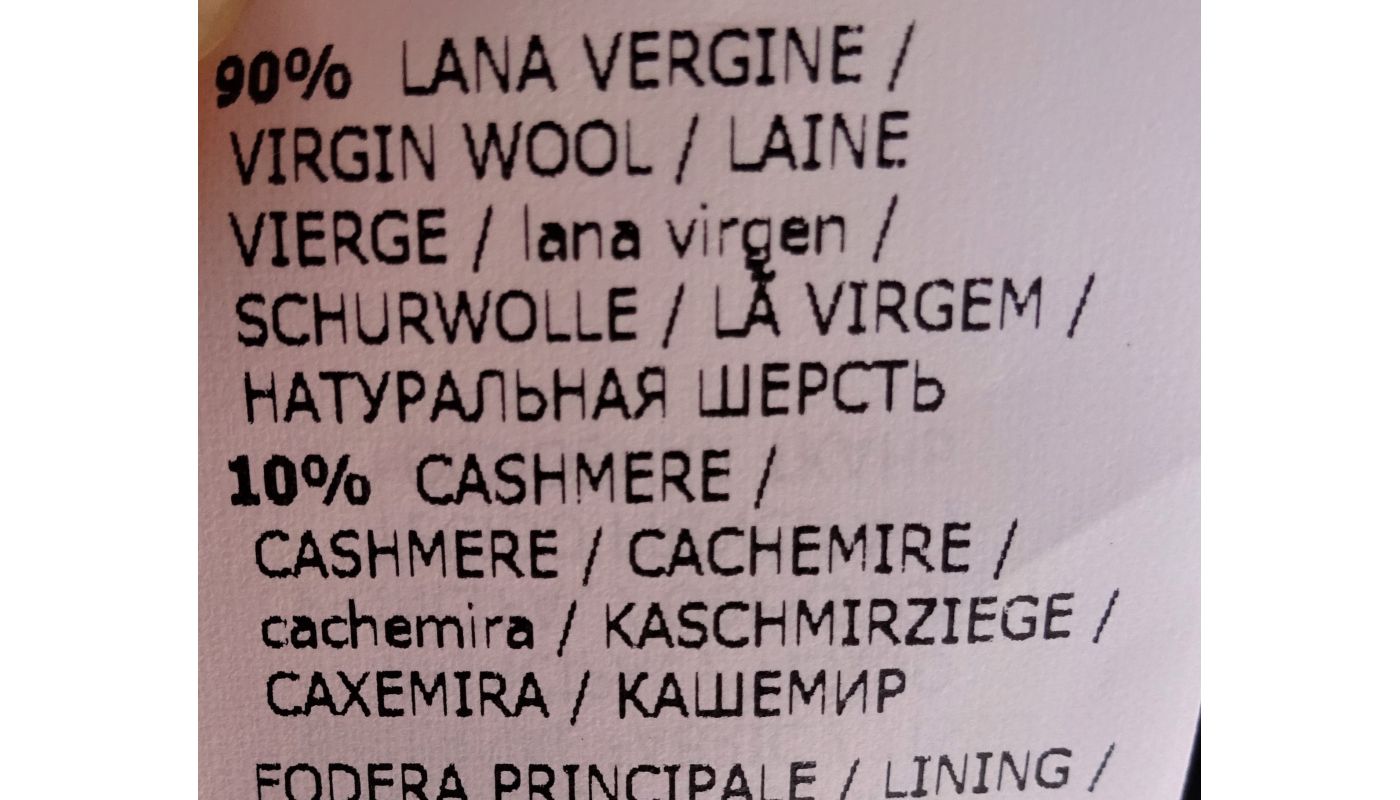 90% LANA VERGINE /
VIRGIN WOOL / LAINE
VIERGE / lana virgen /
SCHURWOLLE / LÃ VIRGEM /
НАТУРАЛЬНАЯ ШЕРСТЬ
10% CASHMERE /
CASHMERE / CACHEMIRE /
cachemira / KASCHMIRZIEGE /
CAXEMIRA / КАШЕМИР
FODERA PRINCIPALE / LINING /